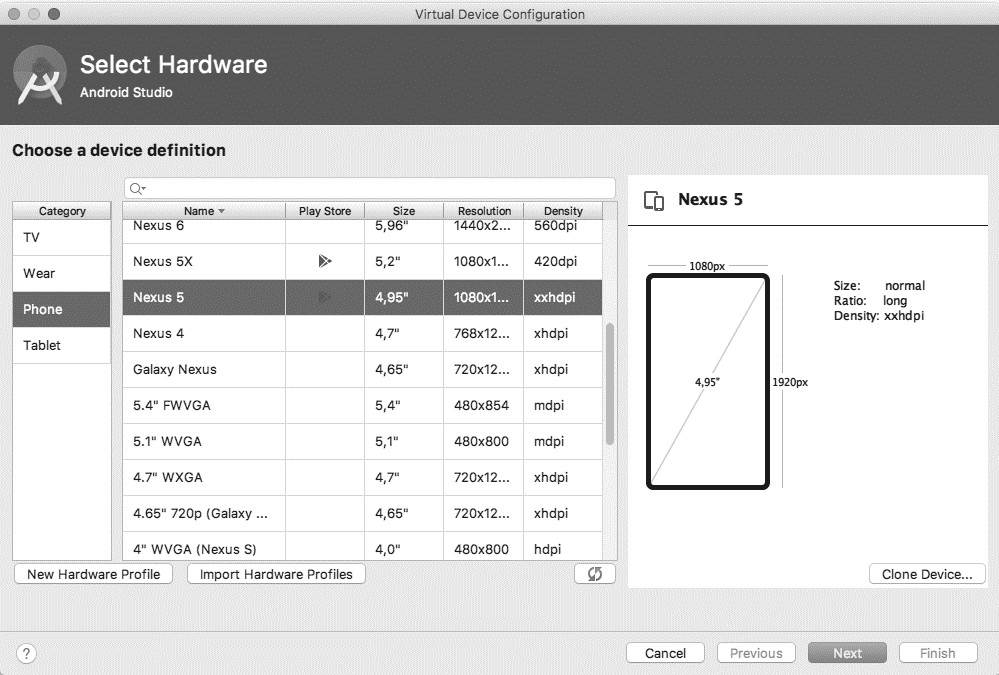 Virtual Device Configuration
Select Hardware
Android Studio
Choose a device definition
Category
TV
Wear
Phone
Tablet
Name Play Store Size Resolution Density
Nexus 6 5,96" 1440x2... 560dpi
Nexus 5X 5,2" 1080x1... 420dpi
Nexus 5 4,95" 1080x1... xxhdpi
Nexus 4 4,7" 768x12... xhdpi
Galaxy Nexus 4,65" 720x12... xhdpi
5.4" FWVGA 5,4" 480x854 mdpi
5.1" WVGA 5,1" 480x800 mdpi
4.7" WXGA 4,7" 720x12... xhdpi
4.65" 720p (Galaxy ... 4,65" 720x12... xhdpi
4" WVGA (Nexus S) 4,0" 480x800 hdpi
New Hardware Profile Import Hardware Profiles
Nexus 5
1080px
4,95"
1920px
Size: normal
Ratio: long
Density: xxhdpi
Clone Device...
? Cancel Previous Next Finish